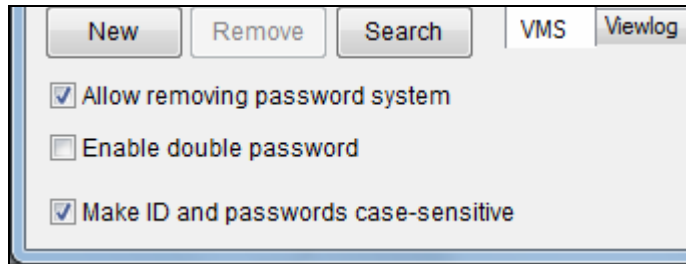 New Remove Search VMS Viewlog
Allow removing password system
Enable double password
Make ID and passwords case-sensitive